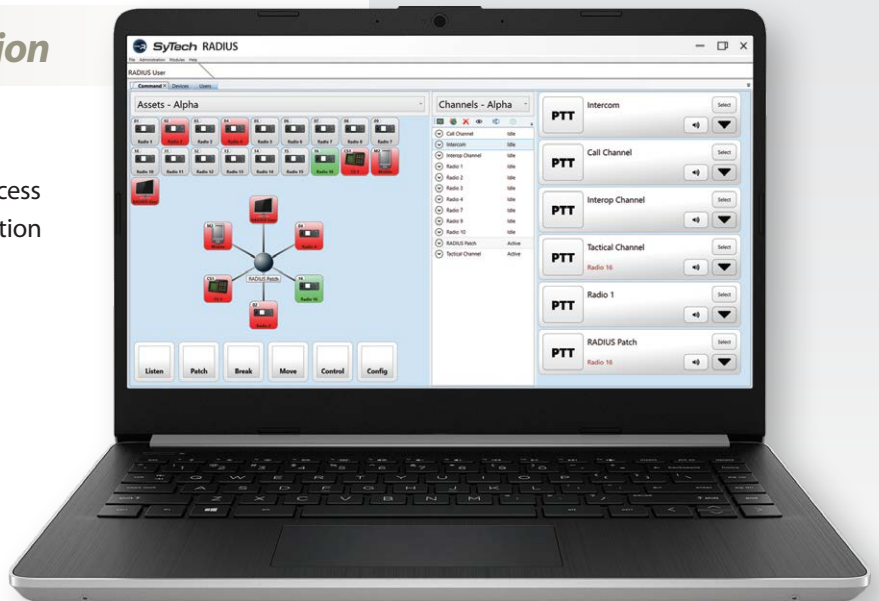 ion
cess
tion
SyTech RADIUS
File Administration Modules Help
RADIUS User
Command × Devices Users
Assets - Alpha
Radio 1 Radio 2 Radio 3 Radio 4 Radio 5 Radio 6 Radio 7 Radio 8
Radio 10 Radio 11 Radio 12 Radio 13 Radio 14 Radio 15 Radio 16
RADIUS Patch
Radio 16
Listen Patch Break Move Control Config
Channels - Alpha
Call Channel Idle
Intercom Idle
Interop Channel Idle
Radio 1 Idle
Radio 2 Idle
Radio 3 Idle
Radio 4 Idle
Radio 7 Idle
Radio 9 Idle
Radio 10 Idle
RADIUS Patch Active
Tactical Channel Active
PTT Intercom Select
PTT Call Channel Select
PTT Interop Channel Select
PTT Tactical Channel Select
Radio 16
PTT Radio 1 Select
PTT RADIUS Patch Select
Radio 16